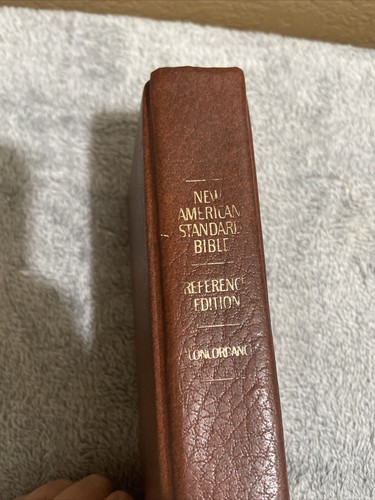 NEW
AMERICAN
STANDARD
BIBLE
REFERENCE
EDITION
CONCORDANCE